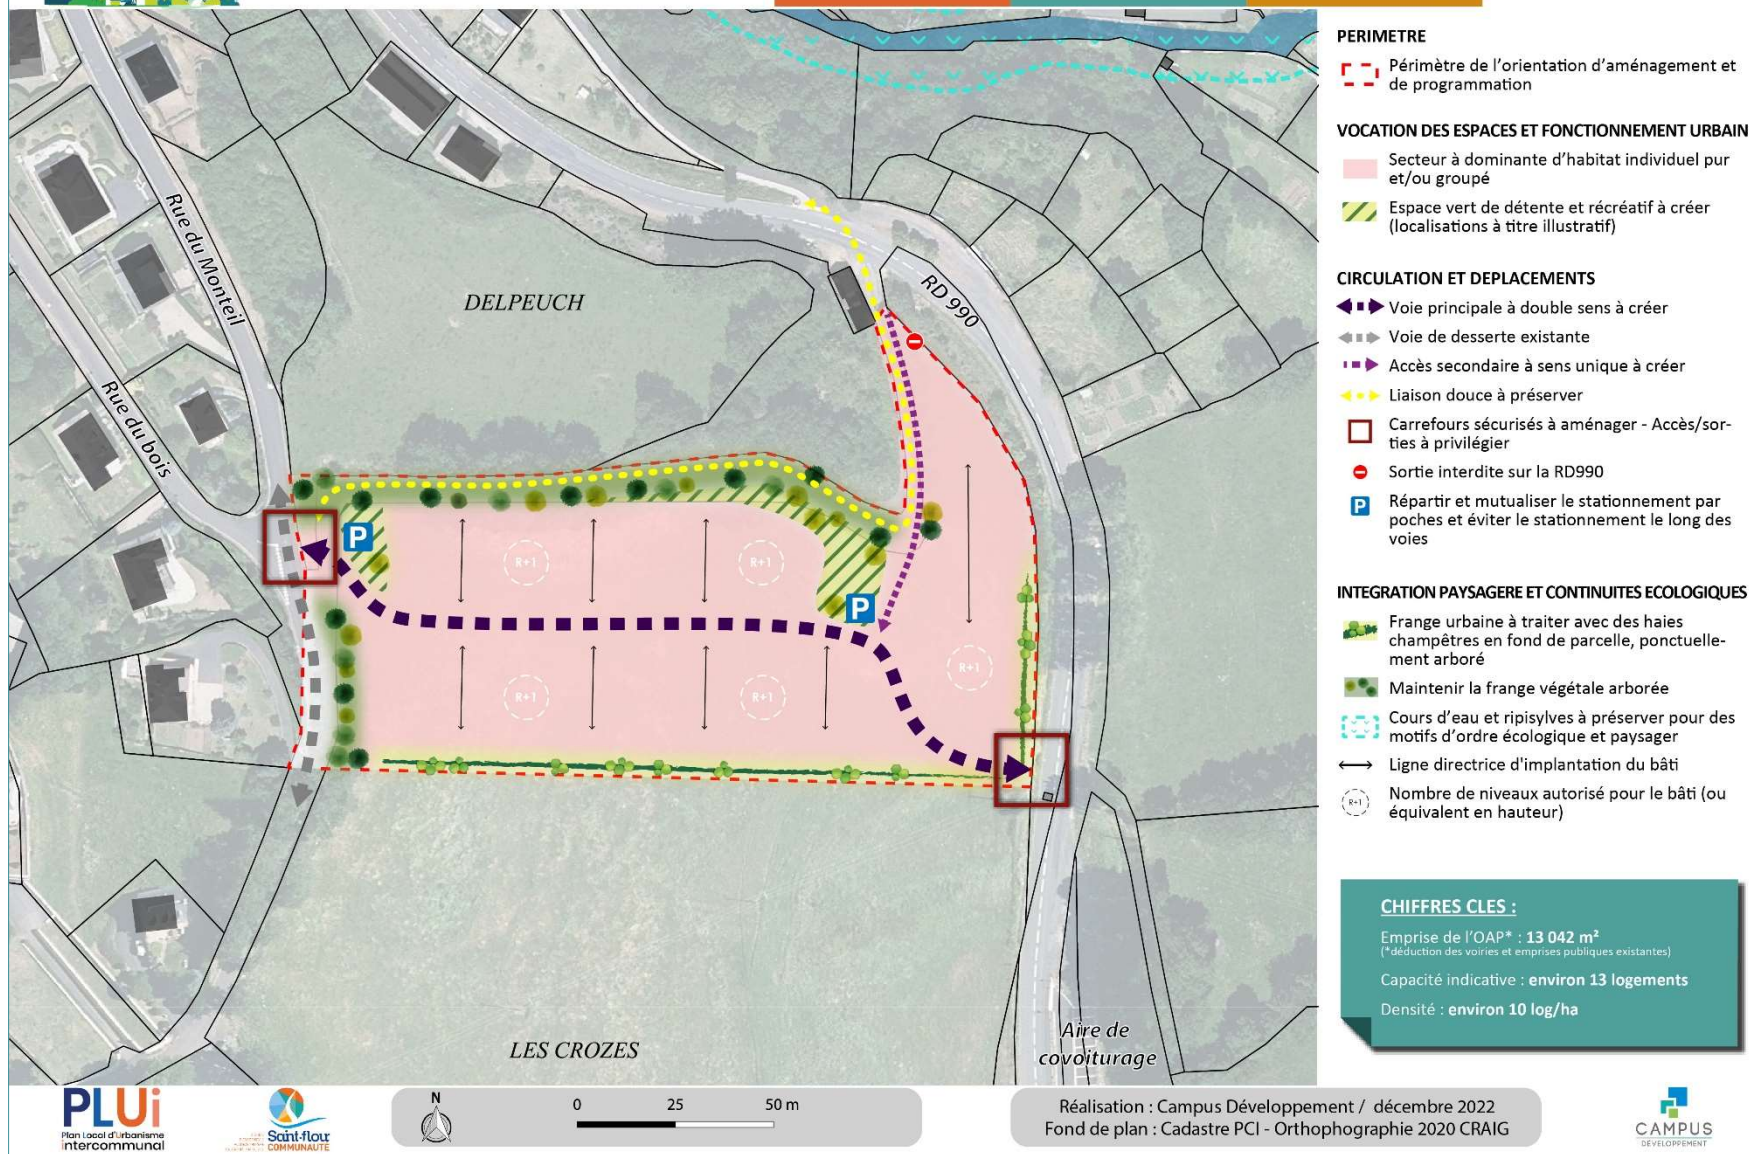 PERIMETRE
Périmètre de l'orientation d'aménagement et
de programmation
VOCATION DES ESPACES ET FONCTIONNEMENT URBAIN
Secteur à dominante d'habitat individuel pur
et/ou groupé
Espace vert de détente et récréatif à créer
(localisations à titre illustratif)
CIRCULATION ET DEPLACEMENTS
Voie principale à double sens à créer
Voie de desserte existante
Accès secondaire à sens unique à créer
Liaison douce à préserver
Carrefours sécurisés à aménager - Accès/sor-
ties à privilégier
Sortie interdite sur la RD990
P
Répartir et mutualiser le stationnement par
poches et éviter le stationnement le long des
voies
INTEGRATION PAYSAGERE ET CONTINUITES ECOLOGIQUES
Frange urbaine à traiter avec des haies
champêtres en fond de parcelle, ponctuelle-
ment arboré
Maintenir la frange végétale arborée
Cours d'eau et ripisylves à préserver pour des
motifs d'ordre écologique et paysager
Ligne directrice d'implantation du bâti
R+1
Nombre de niveaux autorisé pour le bâti (ou
équivalent en hauteur)
CHIFFRES CLES :
Emprise de l'OAP* : 13 042 m²
(*déduction des voiries et emprises publiques existantes)
Capacité indicative : environ 13 logements
Densité : environ 10 log/ha
Rue du Monteil
Rue du bois
DELPEUCH
RD 990
P
R+1
R+1
P
R+1
R+1
R+1
LES CROZES
Aire de
covoiturage
PLUi
Plan Local d'Urbanisme
intercommunal
Saint-flour
COMMUNAUTÉ
N
0 25 50 m
Réalisation : Campus Développement / décembre 2022
Fond de plan : Cadastre PCI - Orthophographie 2020 CRAIG
CAMPUS
DÉVELOPPEMENT